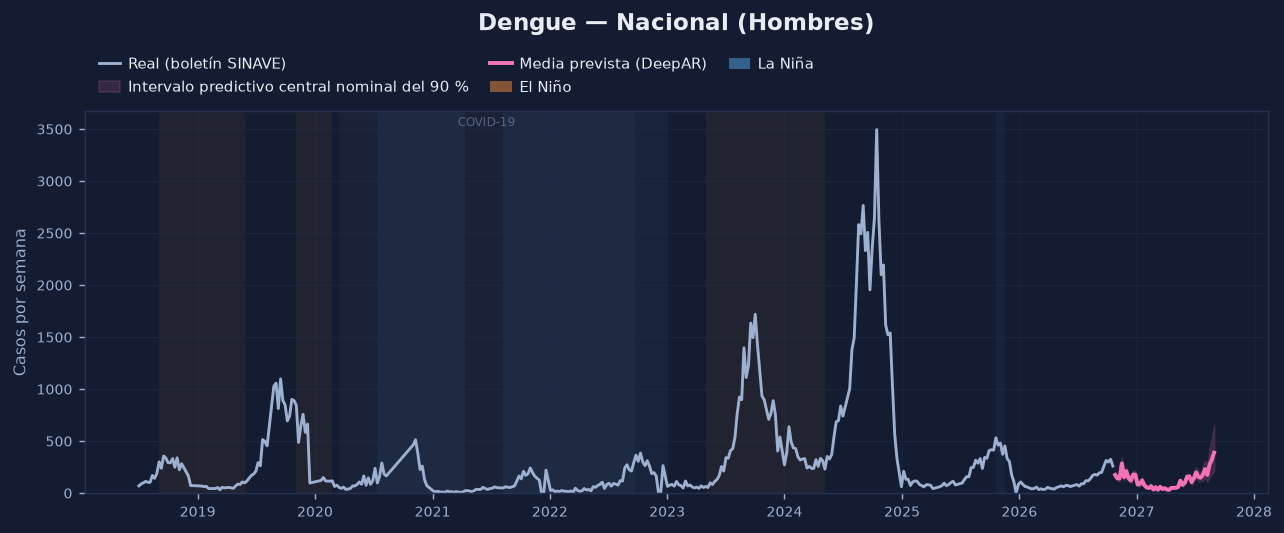 Dengue — Nacional (Hombres)
Real (boletín SINAVE)
Media prevista (DeepAR)
La Niña
Intervalo predictivo central nominal del 90 %
El Niño
COVID-19
Casos por semana
3500
3000
2500
2000
1500
1000
500
0
2019
2020
2021
2022
2023
2024
2025
2026
2027
2028